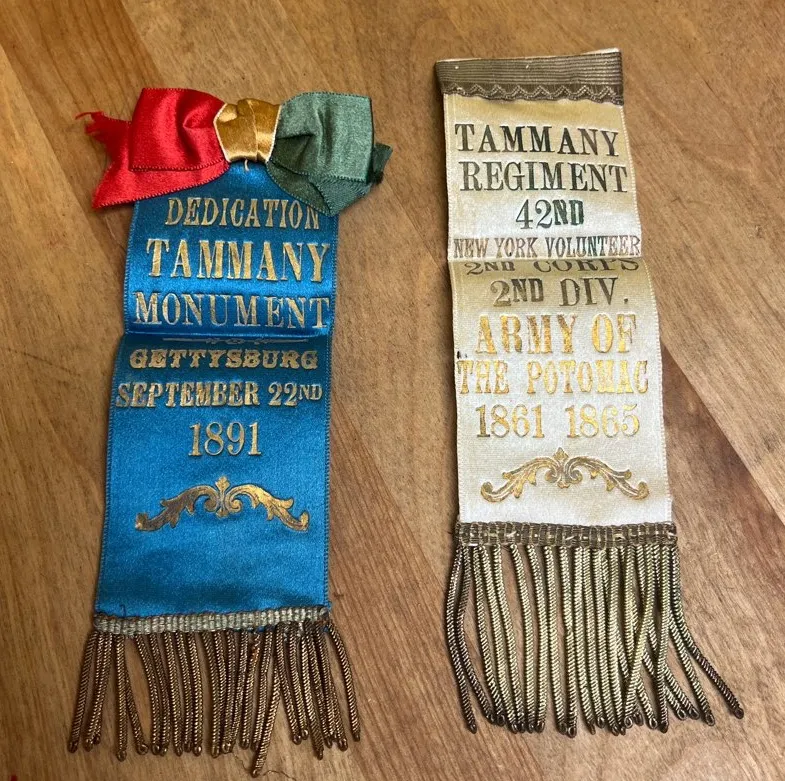 DEDICATION
TAMMANY
MONUMENT
GETTYSBURG
SEPTEMBER 22ND
1891
TAMMANY
REGIMENT
42ND
NEW YORK VOLUNTEER
2ND CORPS
2ND DIV.
ARMY OF
THE POTOMAC
1861 1865